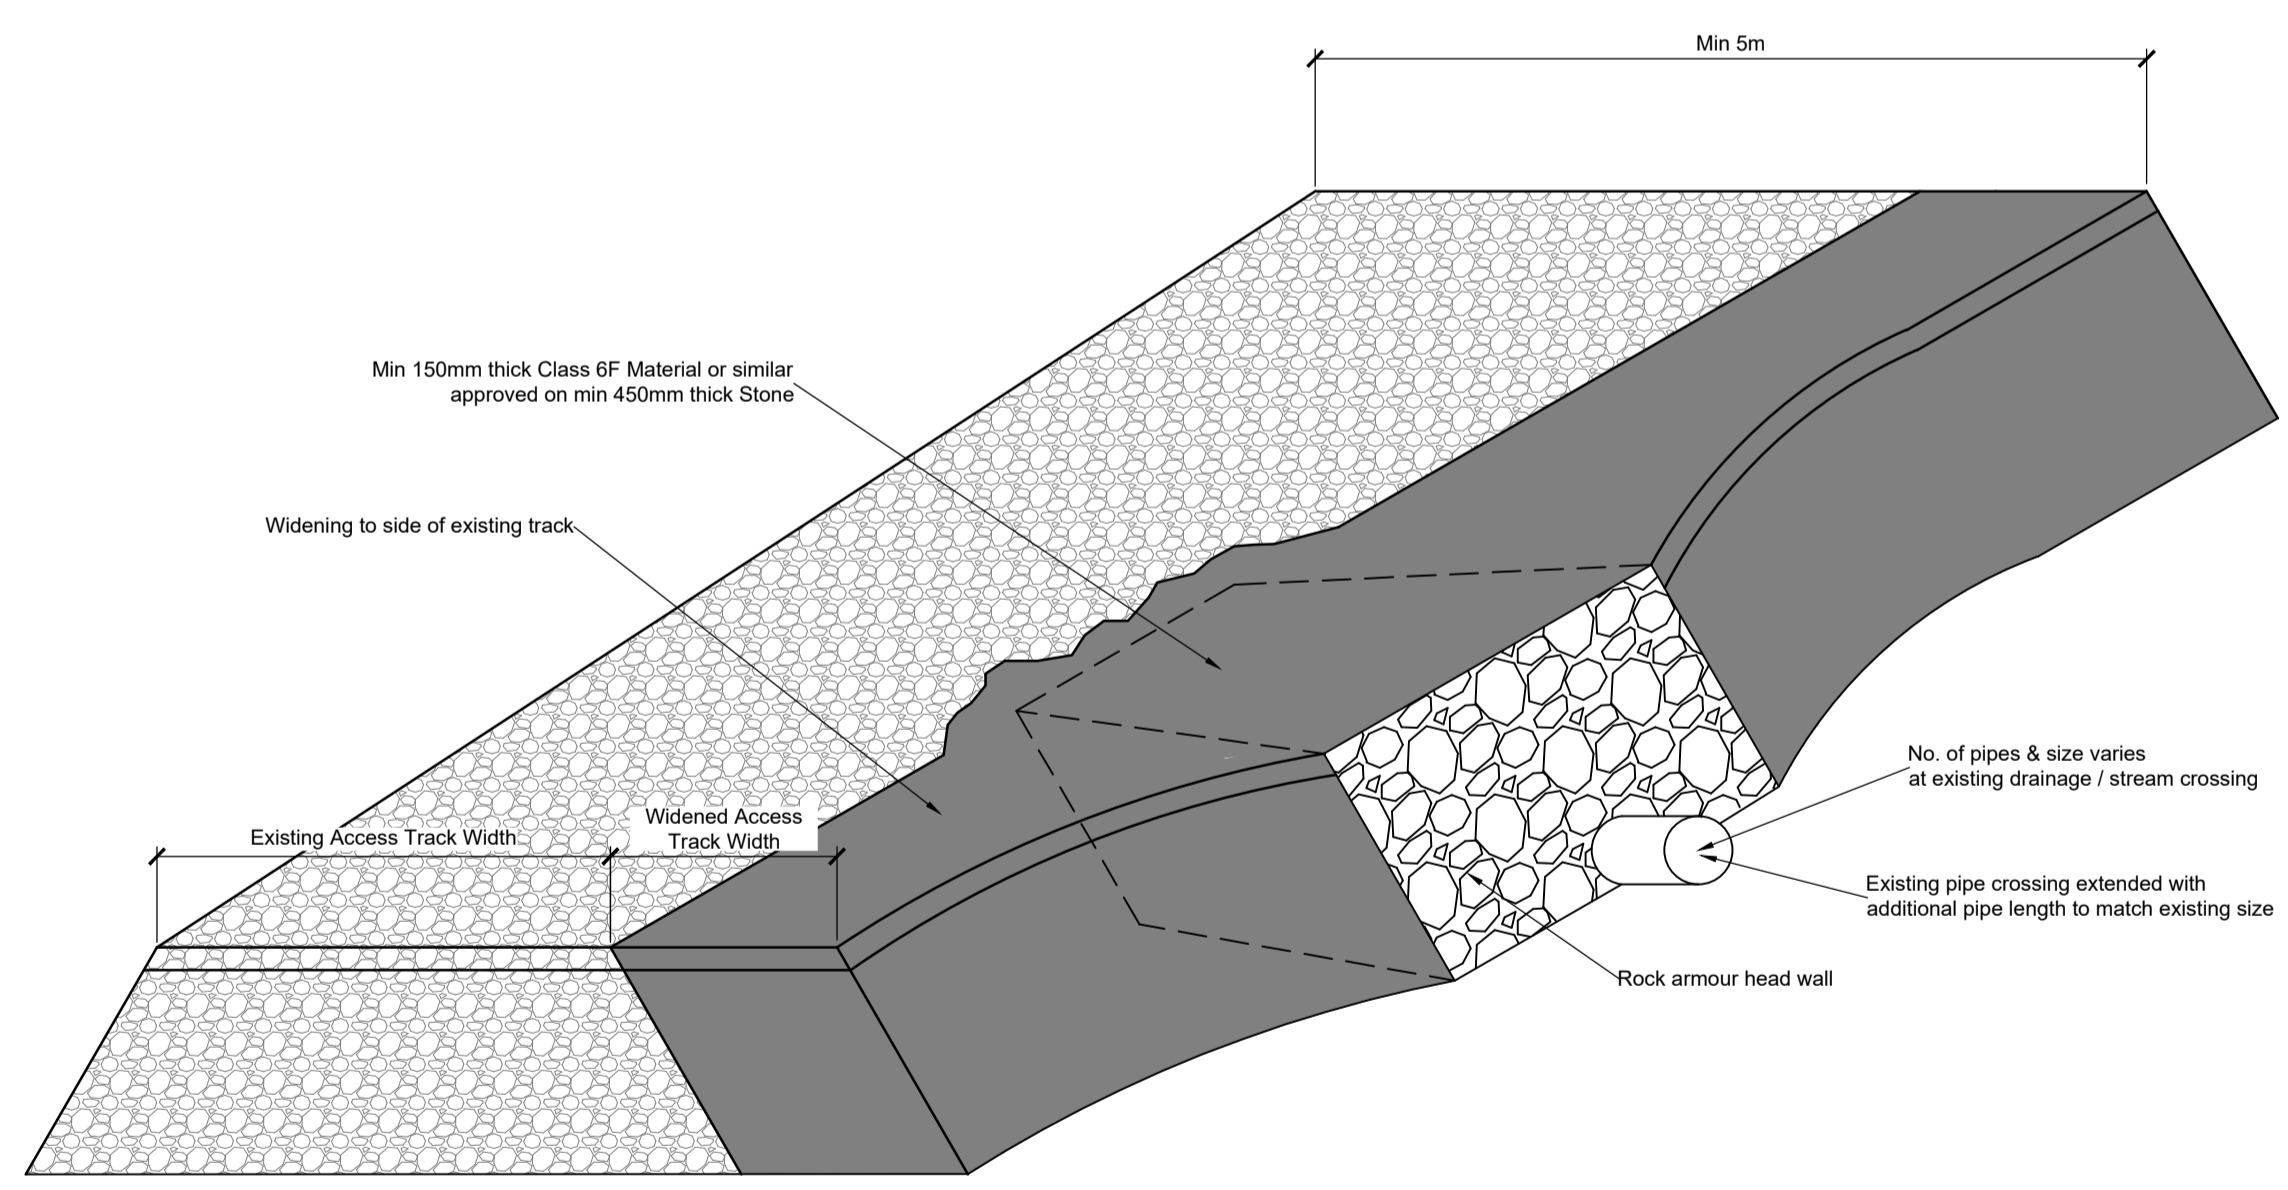 Min 5m
Min 150mm thick Class 6F Material or similar
approved on min 450mm thick Stone
Widening to side of existing track
No. of pipes & size varies
at existing drainage / stream crossing
Widened Access
Track Width
Existing Access Track Width
Existing pipe crossing extended with
additional pipe length to match existing size
Rock armour head wall